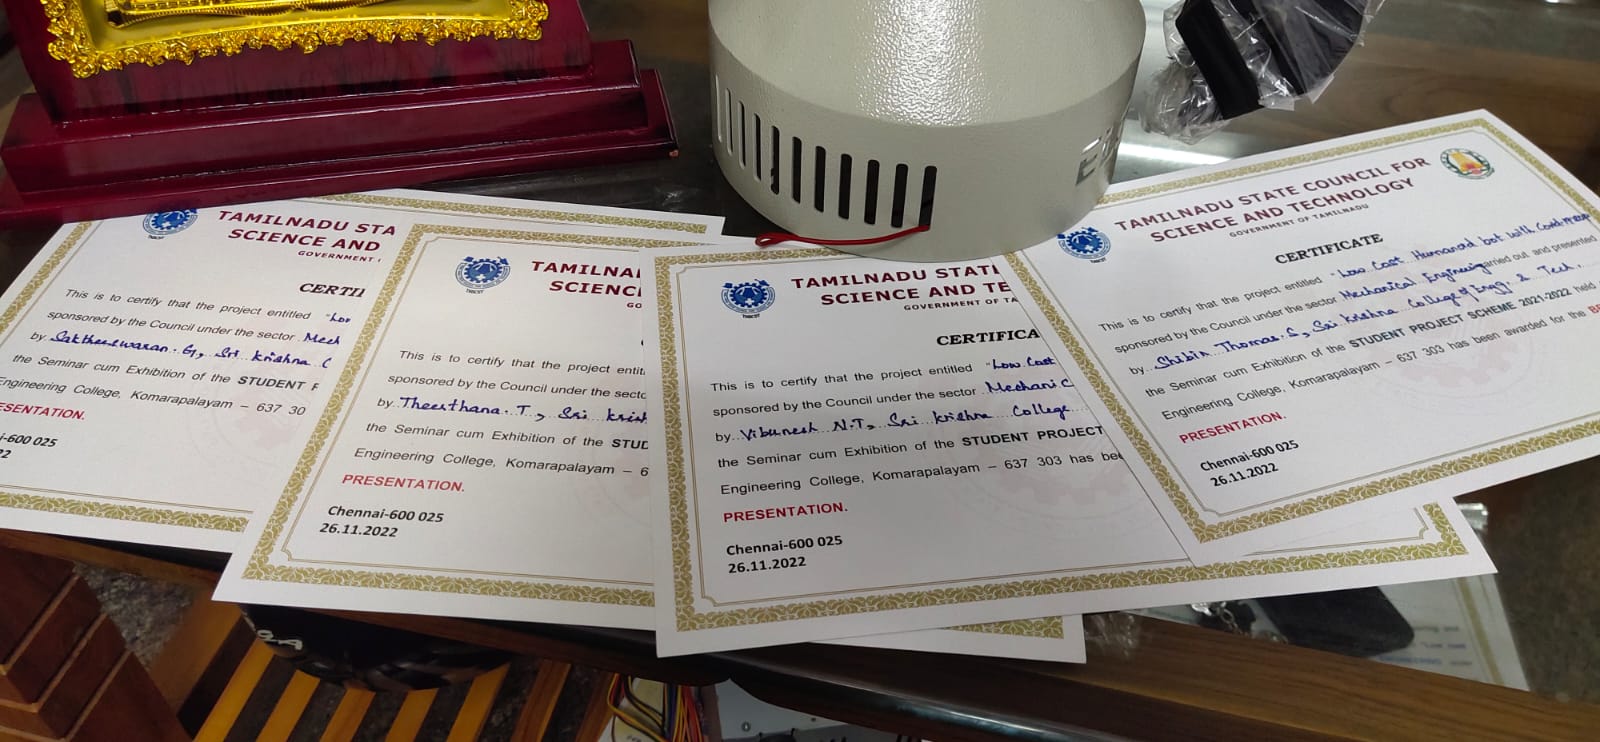 TAMILNADU STA
SCIENCE AND
GOVERNMENT
CERTI
This is to certify that the project entitled "Low
sponsored by the Council under the sector Mech
by Saktheeswaran. G, Sri Krishna C
the Seminar cum Exhibition of the STUDENT P
Engineering College, Komarapalayam – 637 30
ESENTATION.
-600 025
TAMILNA
SCIENC
GO
This is to certify that the project entit
sponsored by the Council under the secto
by Theerthana. T, Sri Krish
the Seminar cum Exhibition of the STUD
Engineering College, Komarapalayam – 6
PRESENTATION.
Chennai-600 025
26.11.2022
TNSCST
TAMILNADU STATE
SCIENCE AND TE
GOVERNMENT OF TA
CERTIFICA
This is to certify that the project entitled "Low Cost
sponsored by the Council under the sector Mechanic
by Vibunesh N.T, Sri Krishna College
the Seminar cum Exhibition of the STUDENT PROJECT
Engineering College, Komarapalayam – 637 303 has bee
PRESENTATION.
Chennai-600 025
26.11.2022
TAMILNADU STATE COUNCIL FOR
SCIENCE AND TECHNOLOGY
GOVERNMENT OF TAMILNADU
CERTIFICATE
This is to certify that the project entitled "Low Cost Humanoid bot with
sponsored by the Council under the sector Mechanical Engineering carried out and presented
by Shibin Thomas. S, Sri Krishna College of Engg. & Tech.
the Seminar cum Exhibition of the STUDENT PROJECT SCHEME 2021-2022 held
Engineering College, Komarapalayam – 637 303 has been awarded for the BE
PRESENTATION.
Chennai-600 025
26.11.2022